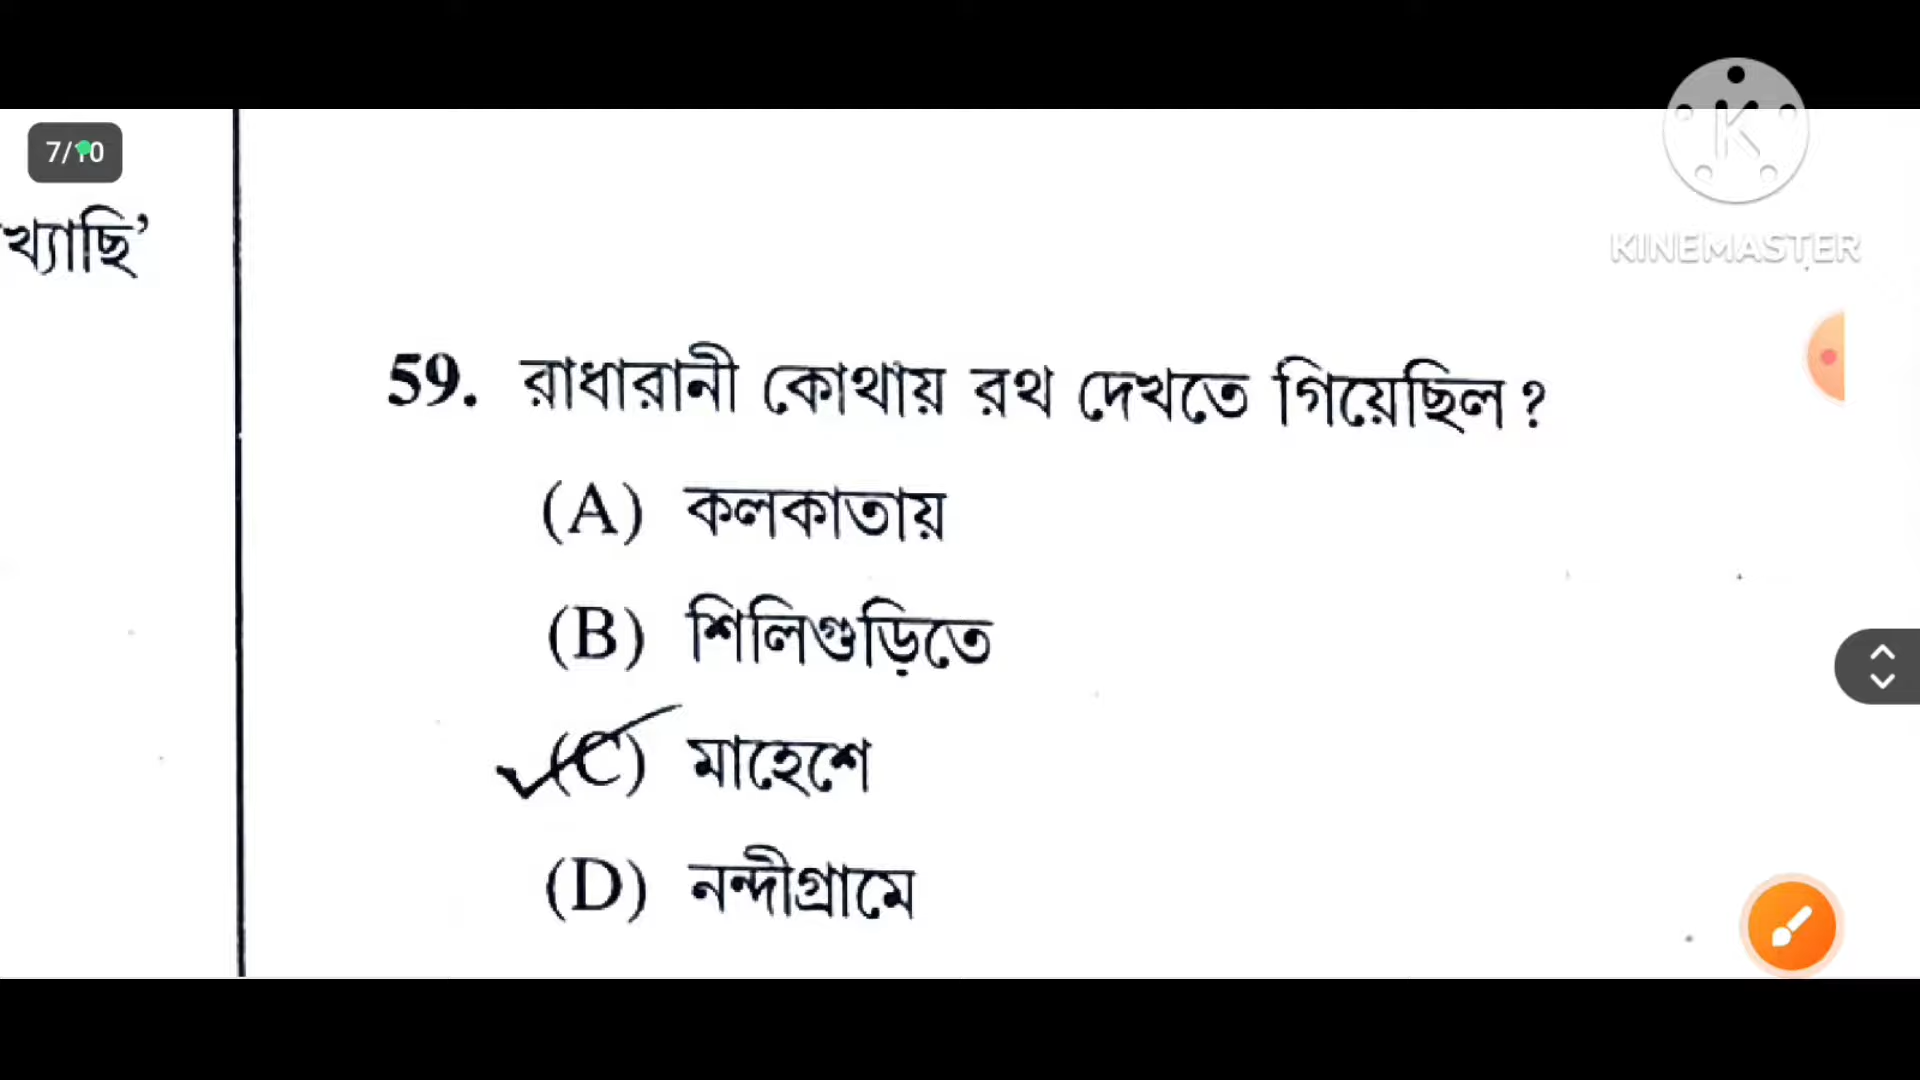 7/10
KINEMASTER
খ্যাছি’
59. রাধারানী কোথায় রথ দেখতে গিয়েছিল ?
(A) কলকাতায়
(B) শিলিগুড়িতে
(C) মাহেশে
(D) নন্দীগ্রামে